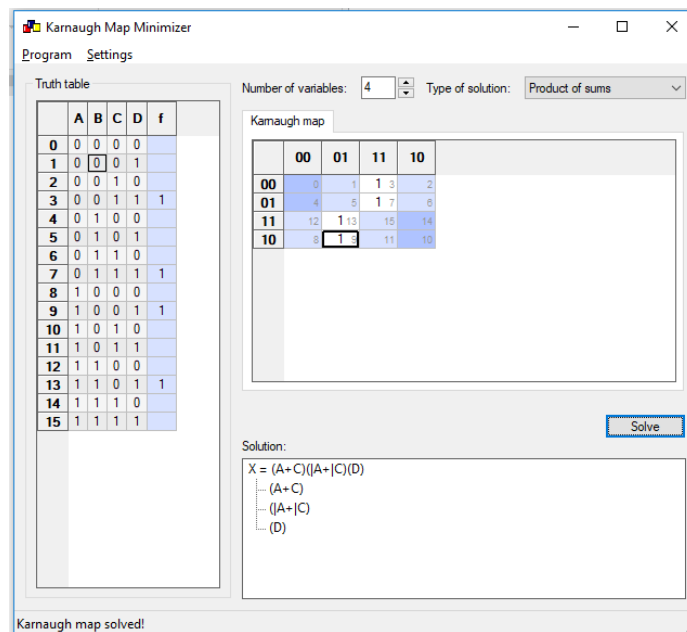 Karnaugh Map Minimizer
Program Settings
Truth table
Number of variables: 4 Type of solution: Product of sums
Karnaugh map
A B C D f
0 0 0 0 0
1 0 0 0 1
2 0 0 1 0
3 0 0 1 1 1
4 0 1 0 0
5 0 1 0 1
6 0 1 1 0
7 0 1 1 1 1
8 1 0 0 0
9 1 0 0 1 1
10 1 0 1 0
11 1 0 1 1
12 1 1 0 0
13 1 1 0 1 1
14 1 1 1 0
15 1 1 1 1
00 01 11 10
00 0 1 1 3 2
01 4 5 1 7 6
11 12 1 13 15 14
10 8 1 9 11 10
Solve
Solution:
X = (A+C)(|A+|C)(D)
(A+C)
(|A+|C)
(D)
Karnaugh map solved!